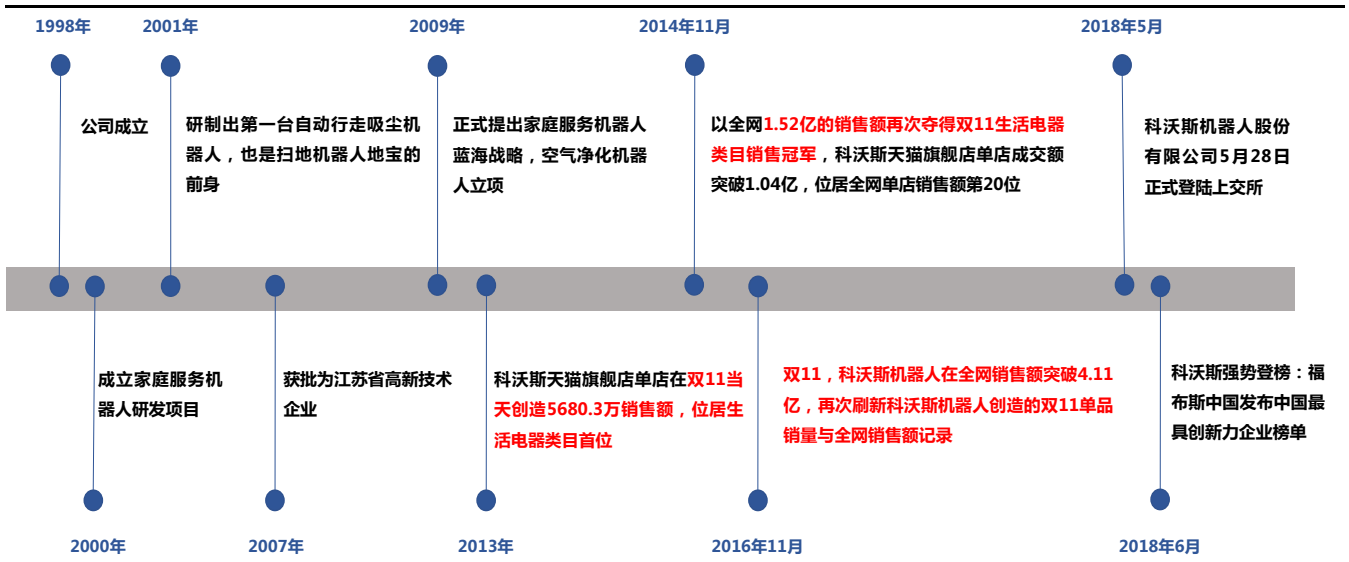 1998年
2001年
2009年
2014年11月
2018年5月
公司成立
研制出第一台自动行走吸尘机
器人，也是扫地机器人地宝的
前身
正式提出家庭服务机器人
蓝海战略，空气净化机器
人立项
以全网1.52亿的销售额再次夺得双11生活电器
类目销售冠军，科沃斯天猫旗舰店单店成交额
突破1.04亿，位居全网单店销售额第20位
科沃斯机器人股份
有限公司5月28日
正式登陆上交所
成立家庭服务机
器人研发项目
获批为江苏省高新技术
企业
科沃斯天猫旗舰店单店在双11当
天创造5680.3万销售额，位居生
活电器类目首位
双11，科沃斯机器人在全网销售额突破4.11
亿，再次刷新科沃斯机器人创造的双11单品
销量与全网销售额记录
科沃斯强势登榜：福
布斯中国发布中国最
具创新力企业榜单
2000年
2007年
2013年
2016年11月
2018年6月